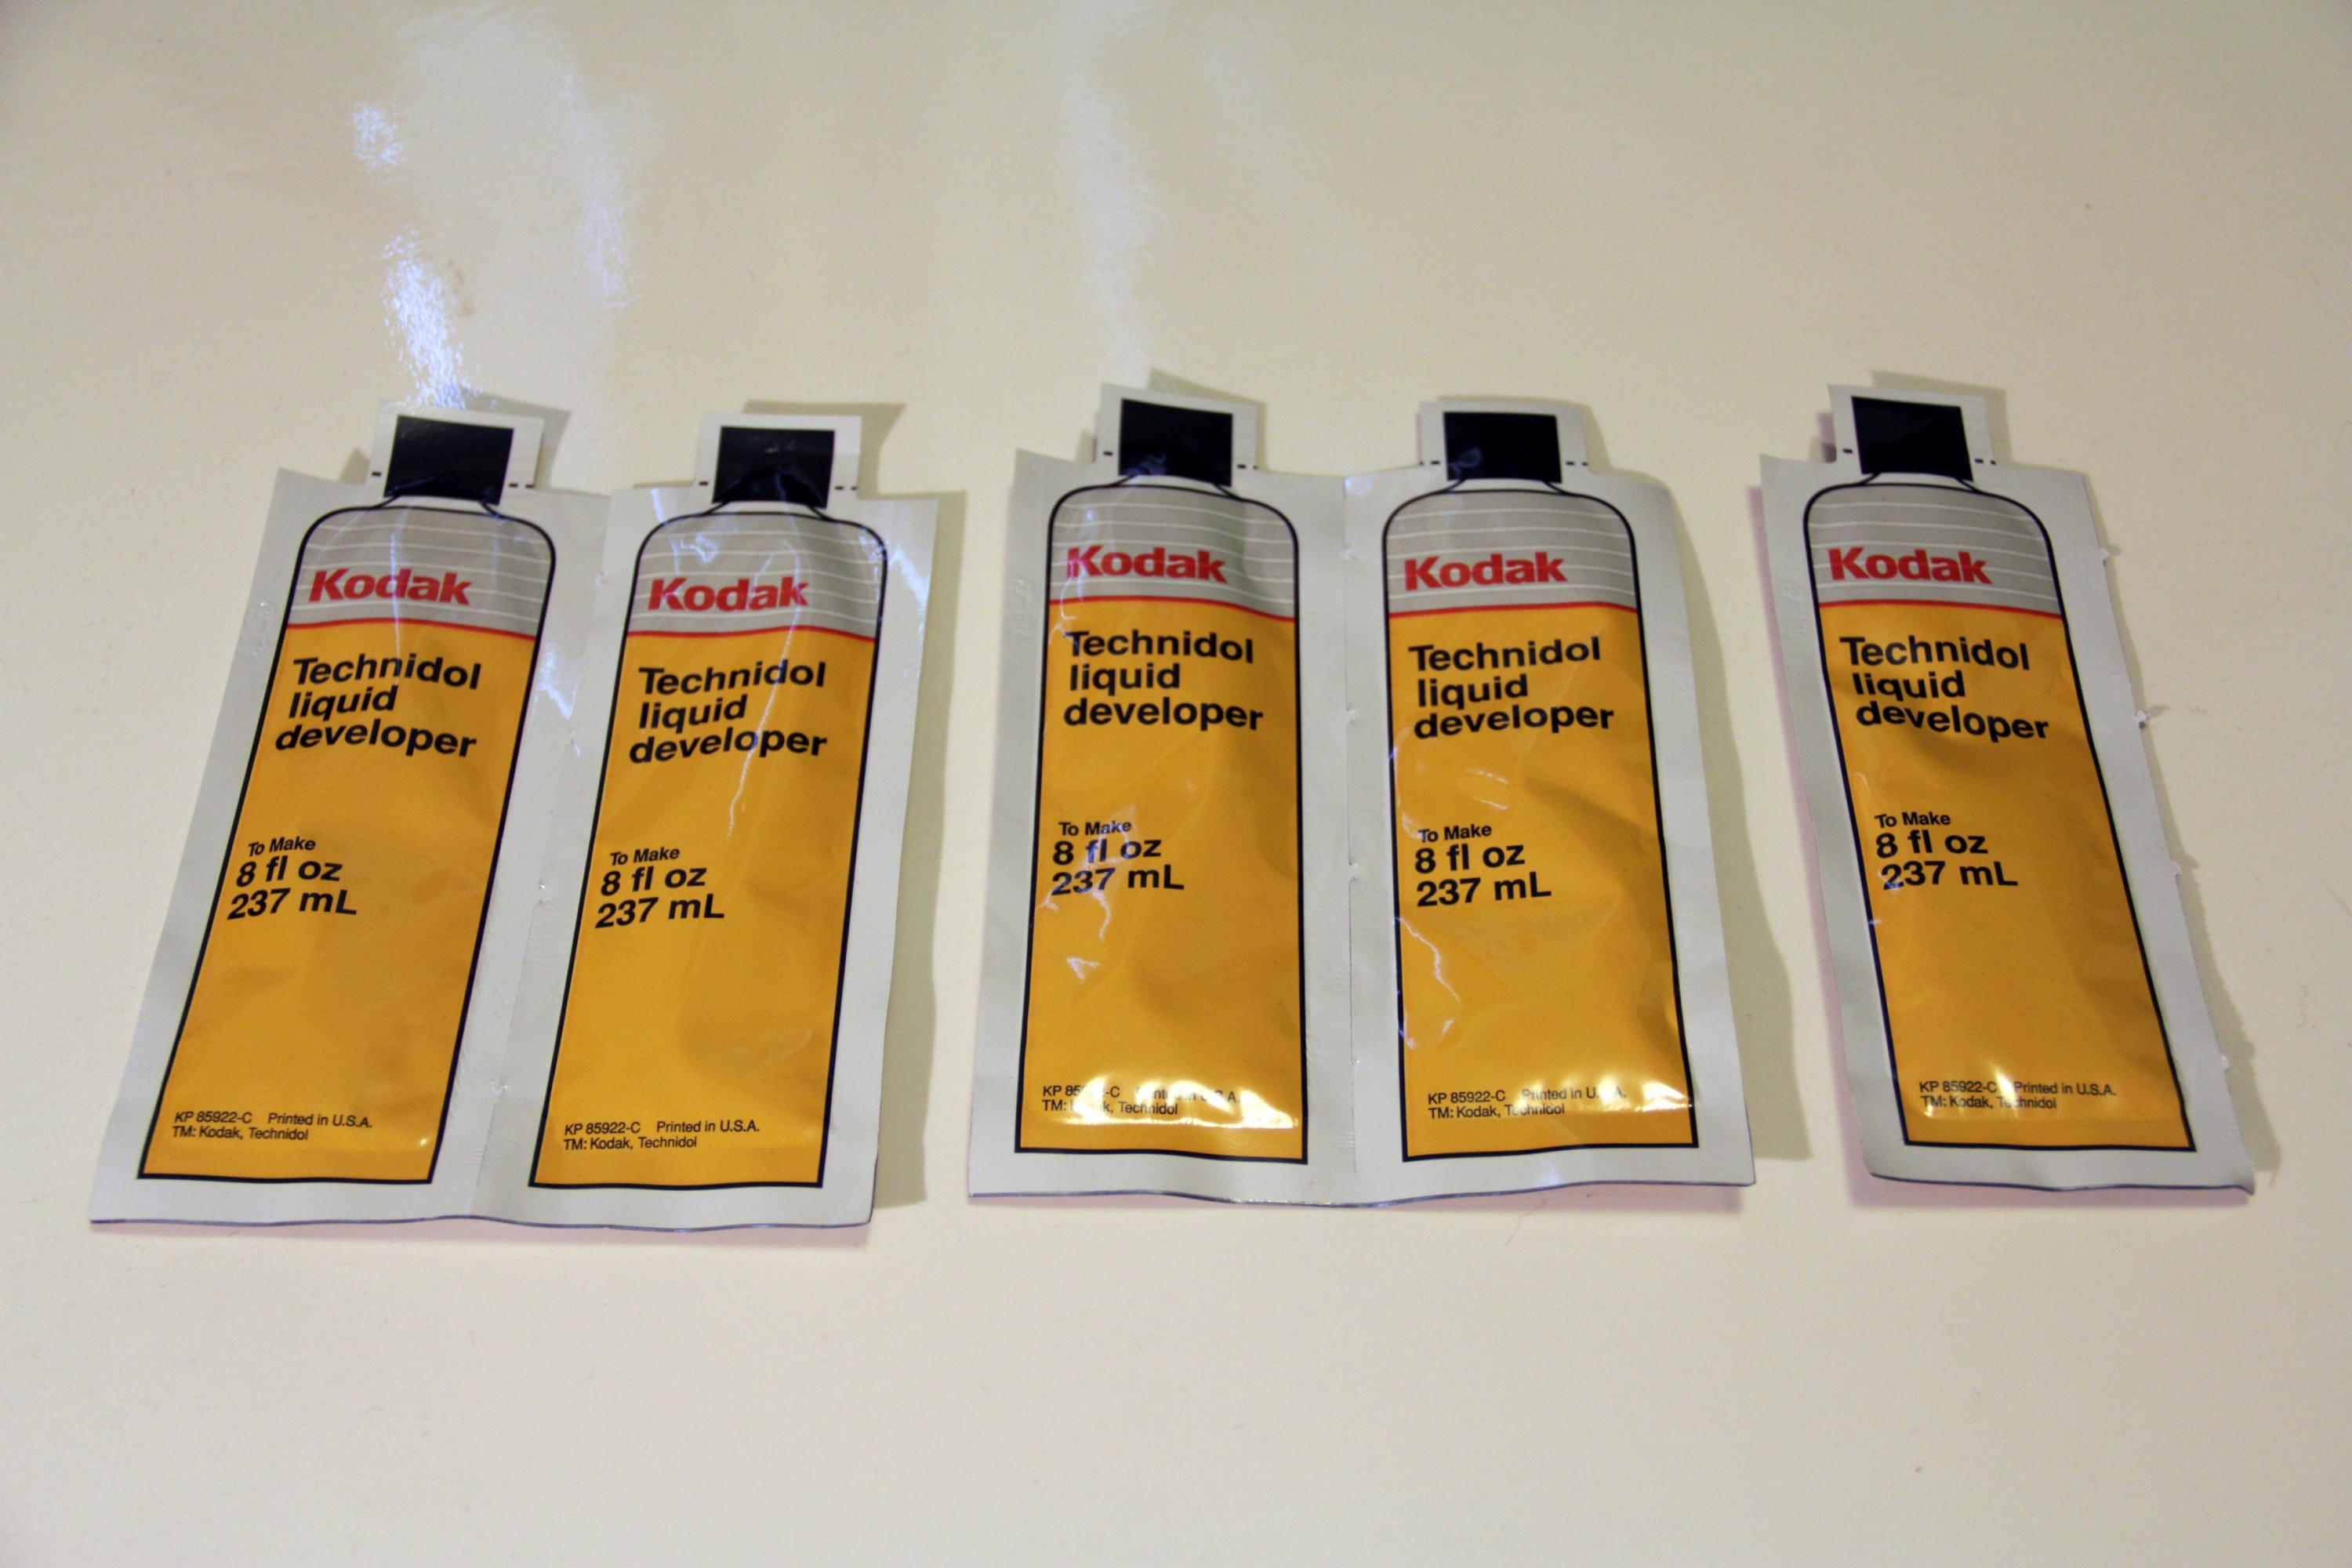 Kodak
Technidol
liquid
developer
To Make
8 fl oz
237 mL
KP 85922-C Printed in U.S.A.
TM: Kodak, Technidol
Kodak
Technidol
liquid
developer
To Make
8 fl oz
237 mL
KP 85922-C Printed in U.S.A.
TM: Kodak, Technidol
Kodak
Technidol
liquid
developer
To Make
8 fl oz
237 mL
KP
TM: Technidol
Kodak
Technidol
liquid
developer
To Make
8 fl oz
237 mL
KP 85922-C Printed in U.S.A.
TM: Kodak, Technidol
Kodak
Technidol
liquid
developer
To Make
8 fl oz
237 mL
KP 85922-C Printed in U.S.A.
TM: Kodak, Technidol